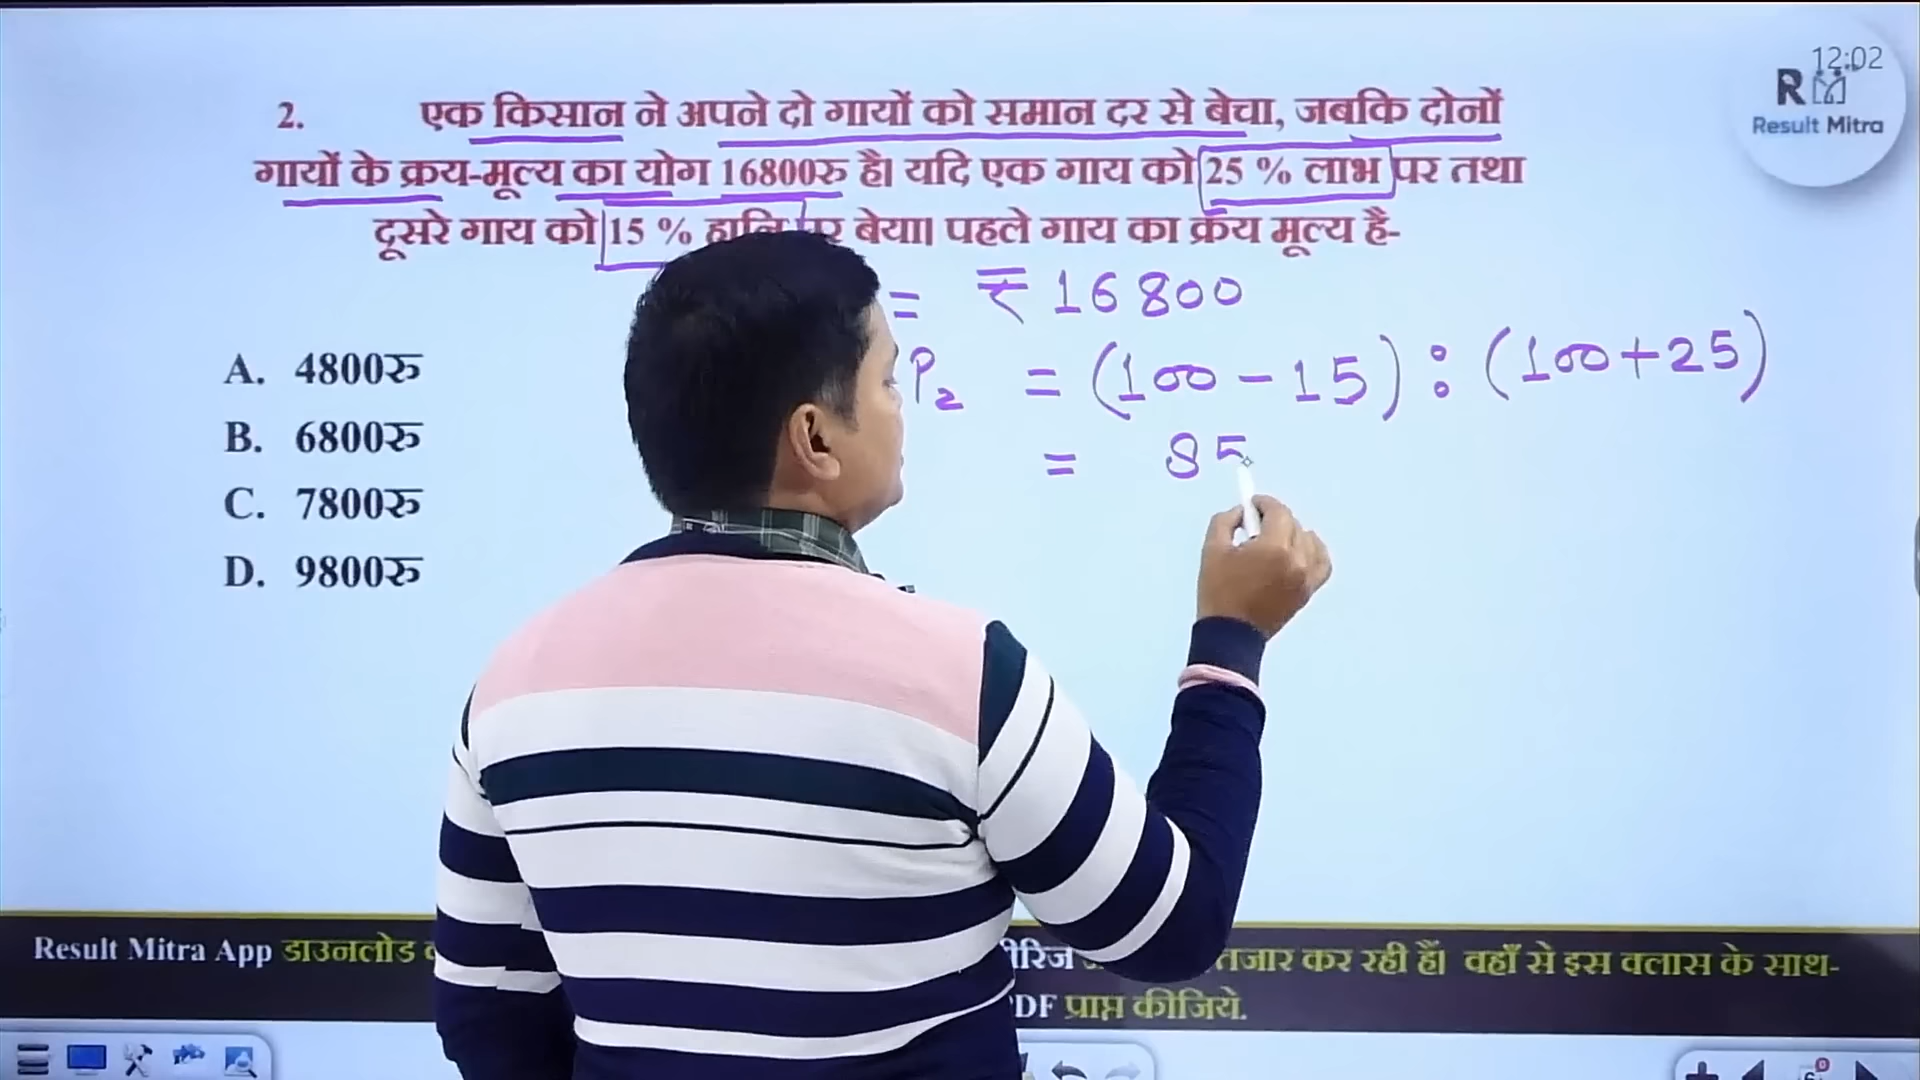 12:02
Result Mitra
2. एक किसान ने अपने दो गायों को समान दर से बेचा, जबकि दोनों
गायों के क्रय-मूल्य का योग 16800रु है। यदि एक गाय को 25 % लाभ पर तथा
दूसरे गाय को 15 % हानि पर बेया। पहले गाय का क्रय मूल्य है-
= ₹ 16800
P₂ = (100 - 15) : (100 + 25)
= 85
A. 4800रु
B. 6800रु
C. 7800रु
D. 9800रु
Result Mitra App डाउनलोड
कर रही हैं। वहाँ से इस क्लास के साथ-
PDF प्राप्त कीजिये.